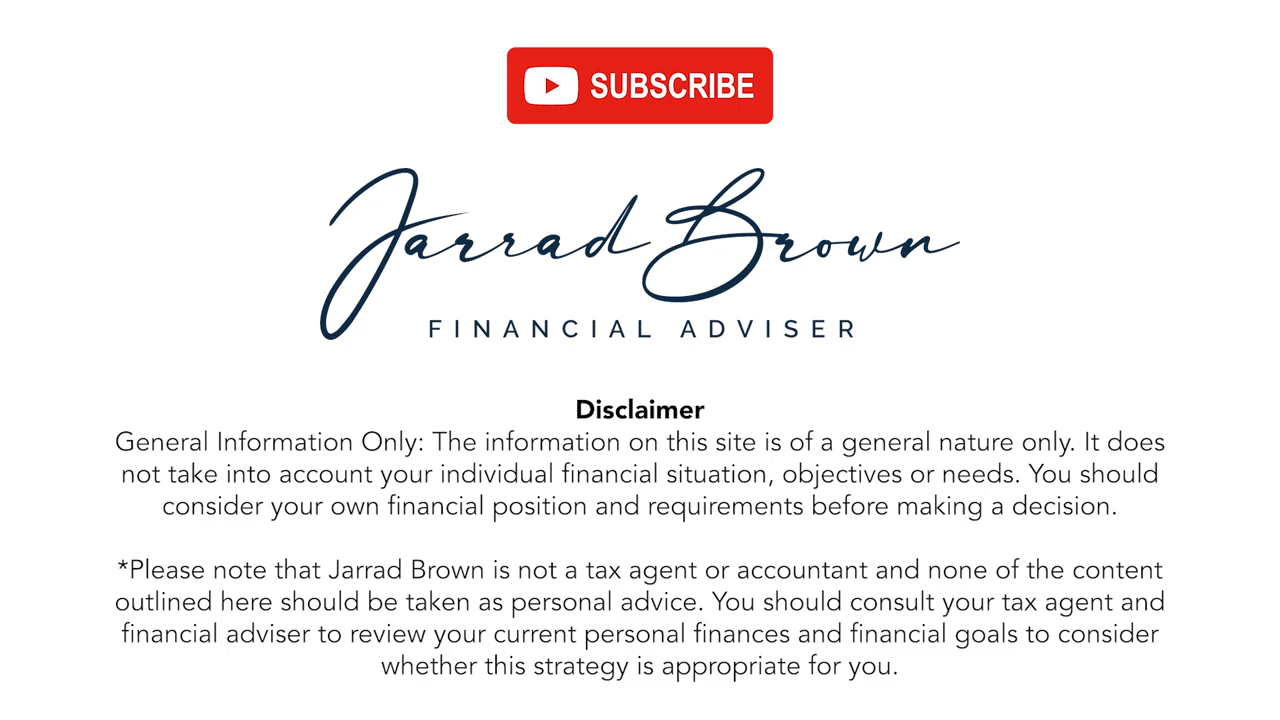 SUBSCRIBE
Jarrad Brown
FINANCIAL ADVISER
Disclaimer
General Information Only: The information on this site is of a general nature only. It does
not take into account your individual financial situation, objectives or needs. You should
consider your own financial position and requirements before making a decision.
*Please note that Jarrad Brown is not a tax agent or accountant and none of the content
outlined here should be taken as personal advice. You should consult your tax agent and
financial adviser to review your current personal finances and financial goals to consider
whether this strategy is appropriate for you.